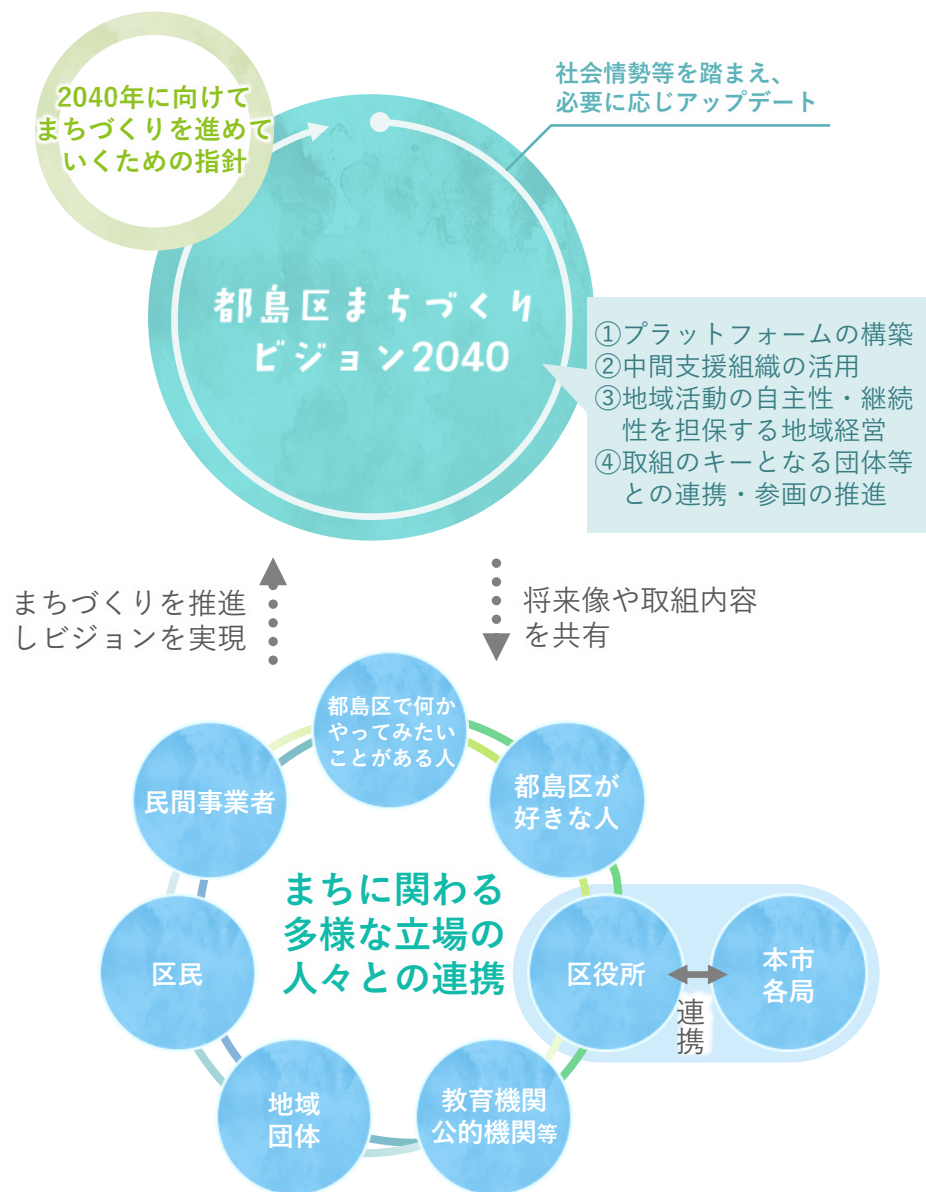 2040年に向けて
まちづくりを進めて
いくための指針
社会情勢等を踏まえ、
必要に応じアップデート
都島区まちづくり
ビジョン2040
①プラットフォームの構築
②中間支援組織の活用
③地域活動の自主性・継続
性を担保する地域経営
④取組のキーとなる団体等
との連携・参画の推進
まちづくりを推進
しビジョンを実現
将来像や取組内容
を共有
都島区で何か
やってみたい
ことがある人
都島区が
好きな人
民間事業者
まちに関わる
多様な立場の
人々との連携
区民
区役所
連
携
本市
各局
地域
団体
教育機関
公的機関等